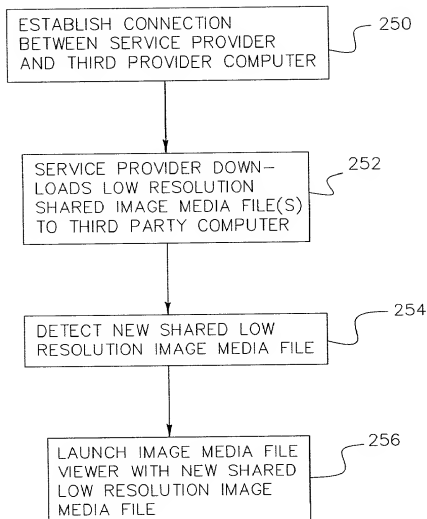 ESTABLISH CONNECTION
BETWEEN SERVICE PROVIDER
AND THIRD PROVIDER COMPUTER
250
SERVICE PROVIDER DOWN-
LOADS LOW RESOLUTION
SHARED IMAGE MEDIA FILE(S)
TO THIRD PARTY COMPUTER
252
DETECT NEW SHARED LOW
RESOLUTION IMAGE MEDIA FILE
254
LAUNCH IMAGE MEDIA FILE
VIEWER WITH NEW SHARED
LOW RESOLUTION IMAGE
MEDIA FILE
256